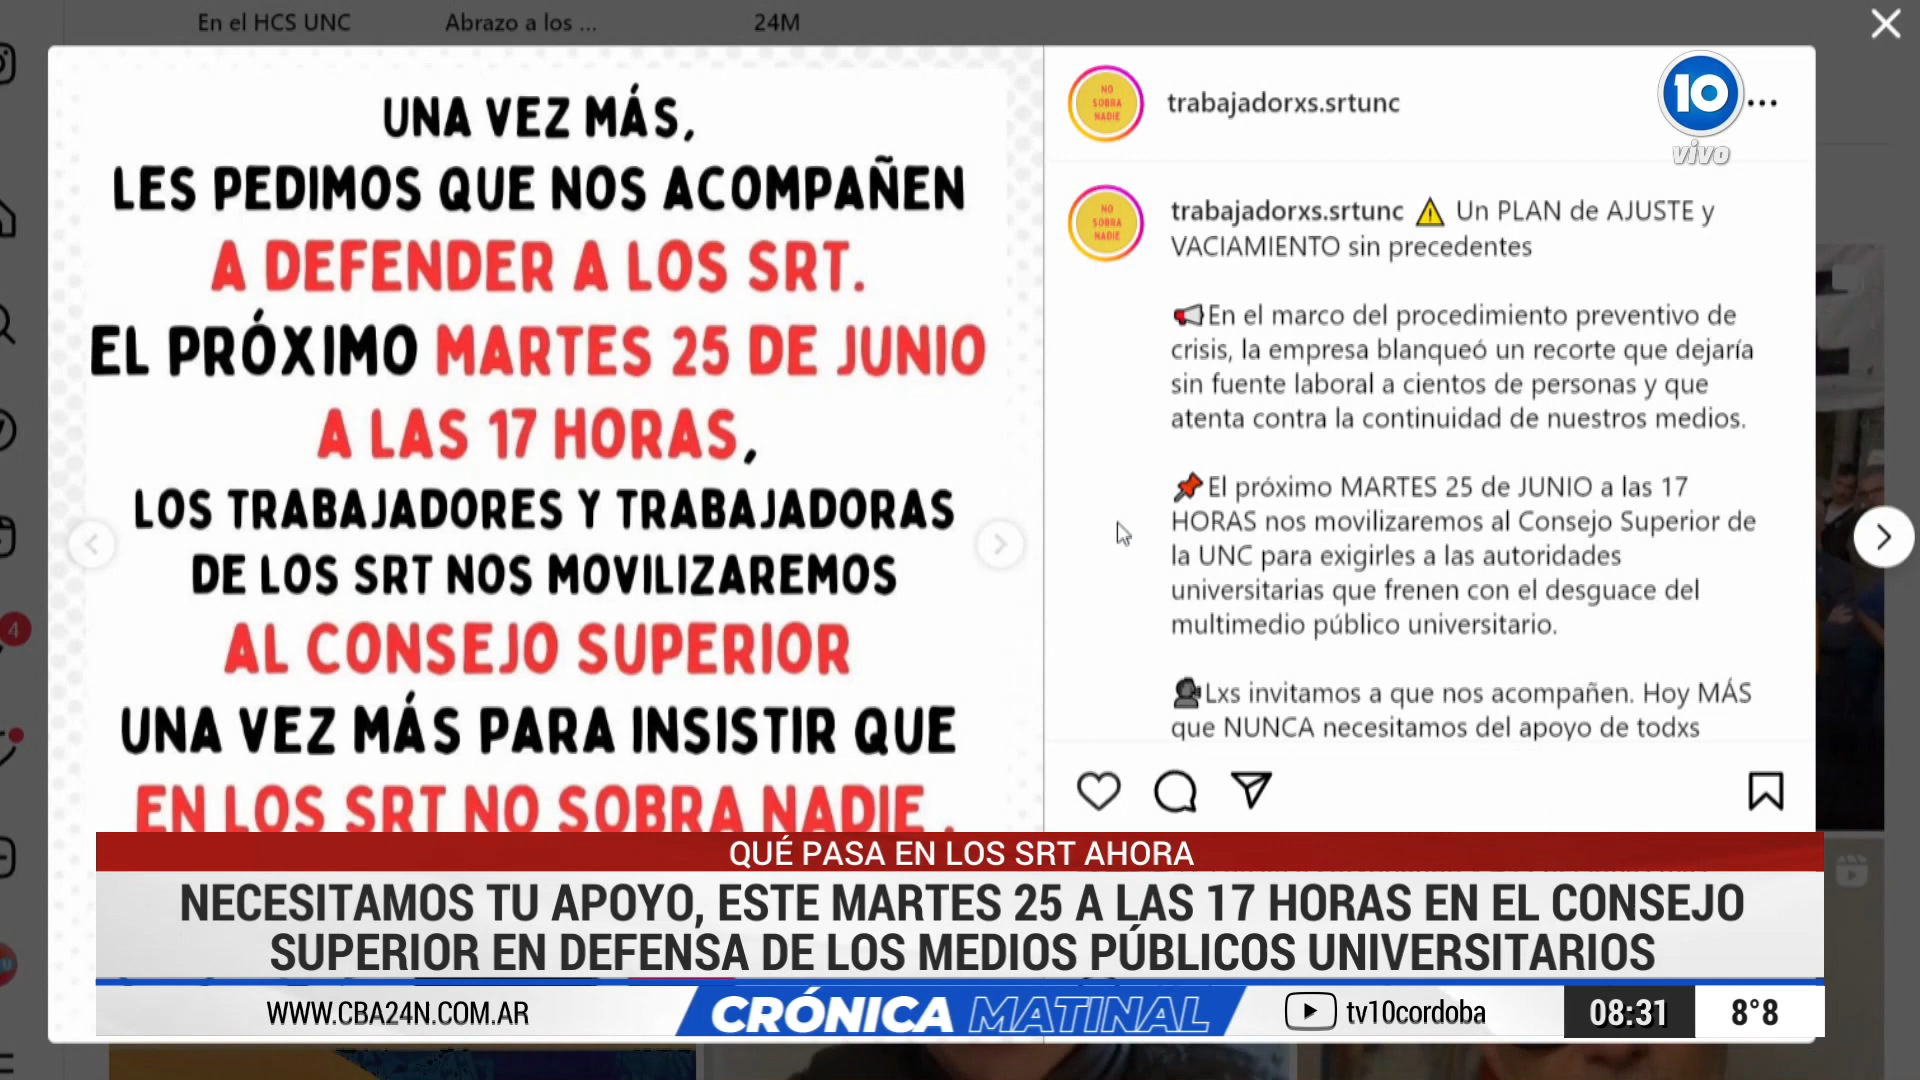 En el HCS UNC
Abrazo a los ...
24M
UNA VEZ MÁS,
LES PEDIMOS QUE NOS ACOMPAÑEN
A DEFENDER A LOS SRT.
EL PRÓXIMO MARTES 25 DE JUNIO
A LAS 17 HORAS,
LOS TRABAJADORES Y TRABAJADORAS
DE LOS SRT NOS MOVILIZAREMOS
AL CONSEJO SUPERIOR
UNA VEZ MÁS PARA INSISTIR QUE
EN LOS SRT NO SOBRA NADIE.
NO
SOBRA
NADIE
trabajadorxs.srtunc
10
vivo
NO
SOBRA
NADIE
trabajadorxs.srtunc ⚠️ Un PLAN de AJUSTE y
VACIAMIENTO sin precedentes
📢En el marco del procedimiento preventivo de
crisis, la empresa blanqueó un recorte que dejaría
sin fuente laboral a cientos de personas y que
atenta contra la continuidad de nuestros medios.
📌El próximo MARTES 25 de JUNIO a las 17
HORAS nos movilizaremos al Consejo Superior de
la UNC para exigirles a las autoridades
universitarias que frenen con el desguace del
multimedio público universitario.
🗣Lxs invitamos a que nos acompañen. Hoy MÁS
que NUNCA necesitamos del apoyo de todxs
4
QUÉ PASA EN LOS SRT AHORA
NECESITAMOS TU APOYO, ESTE MARTES 25 A LAS 17 HORAS EN EL CONSEJO
SUPERIOR EN DEFENSA DE LOS MEDIOS PÚBLICOS UNIVERSITARIOS
WWW.CBA24N.COM.AR
CRÓNICA MATINAL
tv10cordoba
08:31
8°8